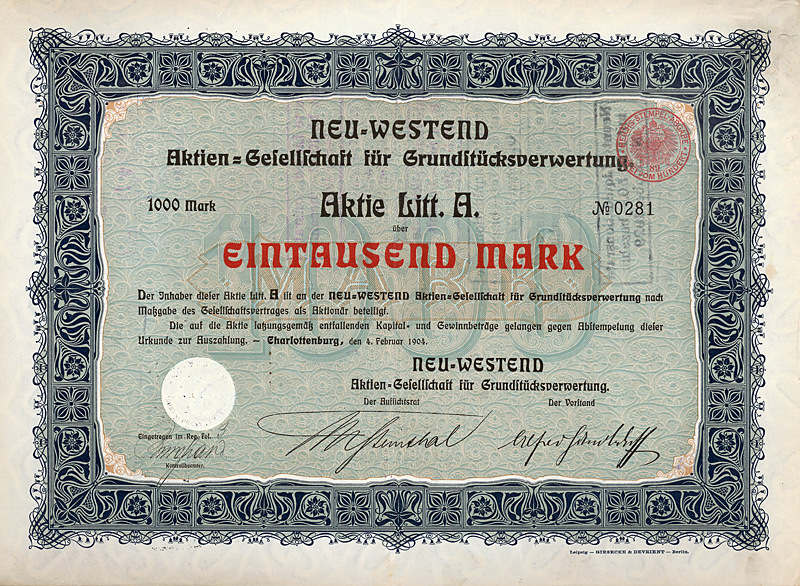 NEU-WESTEND
Aktien-Gesellschaft für Grundstücksverwertung.
1000 Mark
Aktie Litt. A.
№ 0281
über
EINTAUSEND MARK
1000
MARK
Der Inhaber dieser Aktie Litt. A ist an der NEU-WESTEND Aktien-Gesellschaft für Grundstücksverwertung nach
Maßgabe des Gesellschaftsvertrages als Aktionär beteiligt.
Die auf die Aktie satzungsgemäß entfallenden Kapital- und Gewinnbeträge gelangen gegen Abstempelung dieser
Urkunde zur Auszahlung. — Charlottenburg, den 4. Februar 1904.
NEU-WESTEND
Aktien-Gesellschaft für Grundstücksverwertung.
Der Aufsichtsrat
Der Vorstand
Eingetragen im Reg. Fol.
Kontrollbeamter.
Leipzig — GIESECKE & DEVRIENT — Berlin.